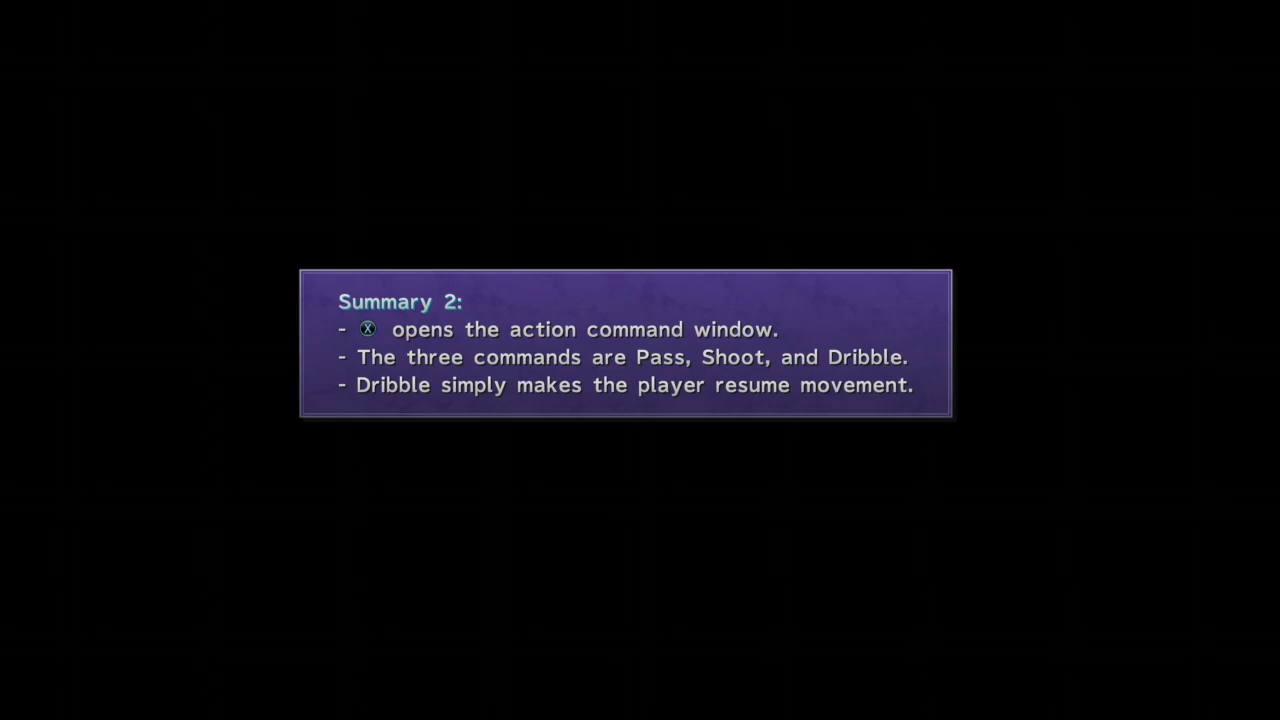 Summary 2:
- Ⓧ opens the action command window.
- The three commands are Pass, Shoot, and Dribble.
- Dribble simply makes the player resume movement.